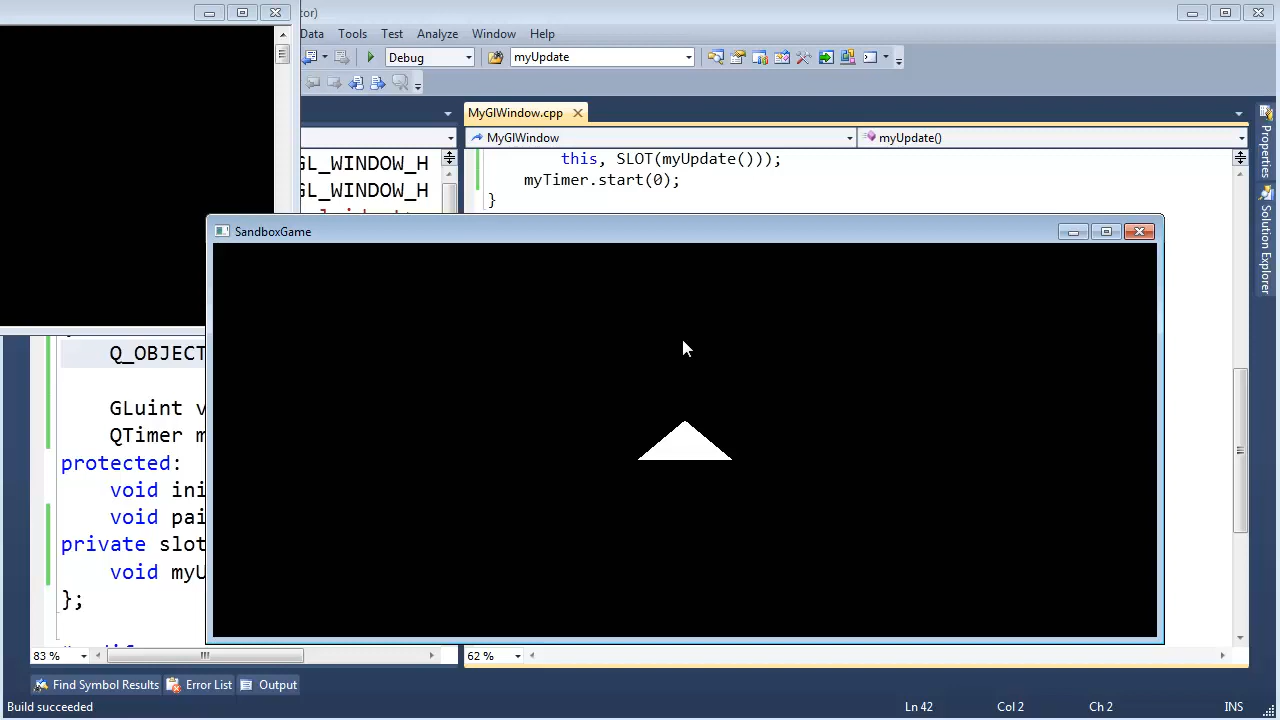 tor)
Data Tools Test Analyze Window Help
Debug myUpdate
MyGlWindow.cpp
MyGlWindow myUpdate()
GL_WINDOW_H
GL_WINDOW_H
this, SLOT(myUpdate()));
myTimer.start(0);
}
SandboxGame
Q_OBJECT
GLuint v
QTimer m
protected:
void ini
void pai
private slot
void myU
};
83 %
62 %
Properties
Solution Explorer
Find Symbol Results Error List Output
Build succeeded Ln 42 Col 2 Ch 2 INS